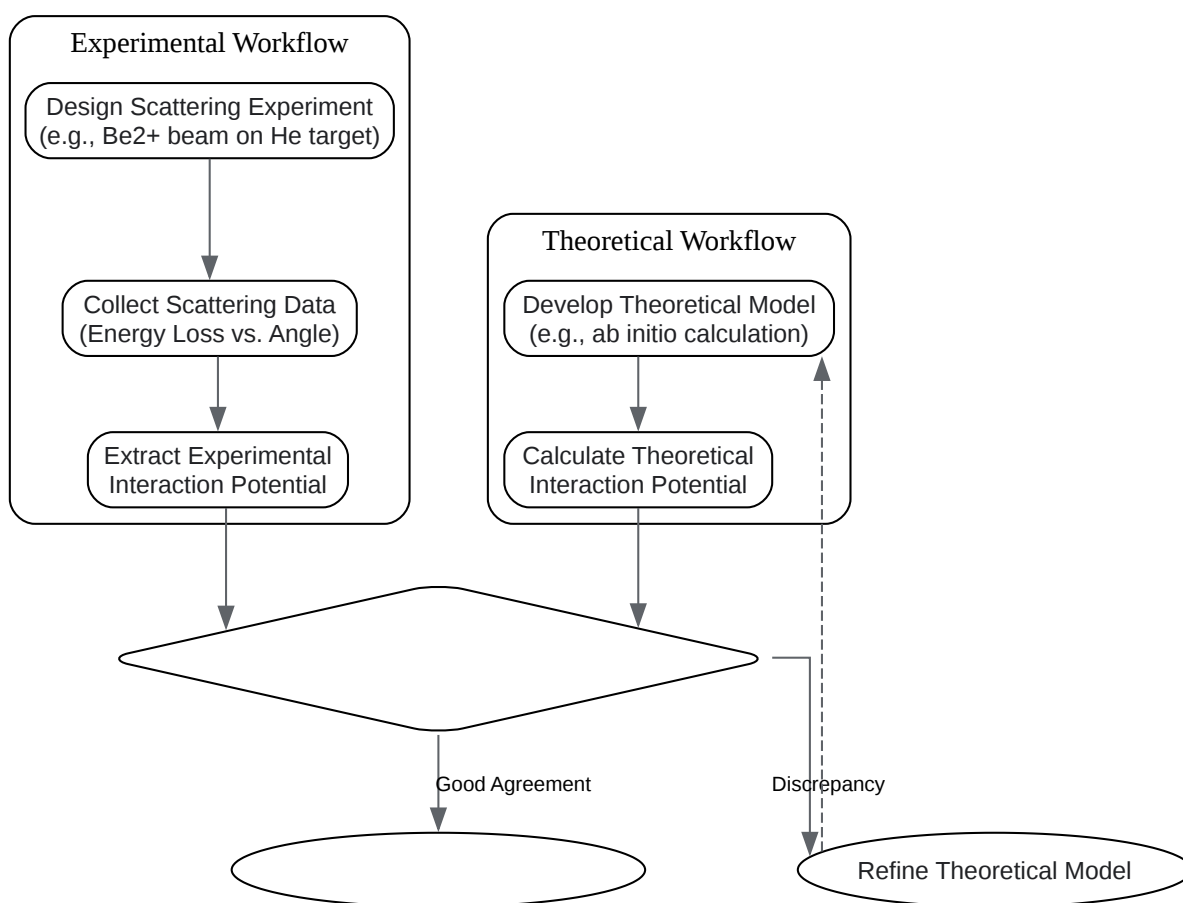 Experimental Workflow
Design Scattering Experiment
(e.g., Be2+ beam on He target)
Collect Scattering Data
(Energy Loss vs. Angle)
Extract Experimental
Interaction Potential
Theoretical Workflow
Develop Theoretical Model
(e.g., ab initio calculation)
Calculate Theoretical
Interaction Potential
Good Agreement
Discrepancy
Refine Theoretical Model